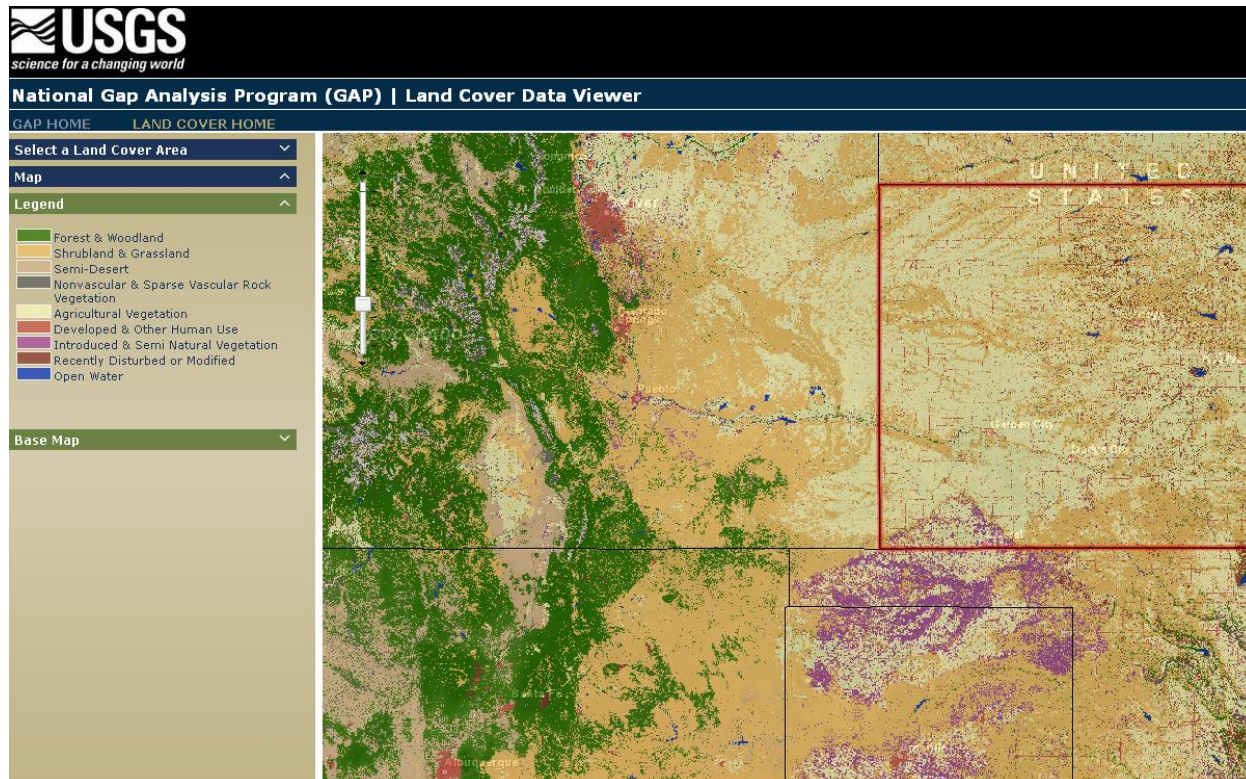 USGS
science for a changing world
National Gap Analysis Program (GAP) | Land Cover Data Viewer
GAP HOME LAND COVER HOME
Select a Land Cover Area
Map
Legend
Forest & Woodland
Shrubland & Grassland
Semi-Desert
Nonvascular & Sparse Vascular Rock
Vegetation
Agricultural Vegetation
Developed & Other Human Use
Introduced & Semi Natural Vegetation
Recently Disturbed or Modified
Open Water
Base Map
UNITED
STATES
Pueblo
Garden City
Dodge City
Albuquerque